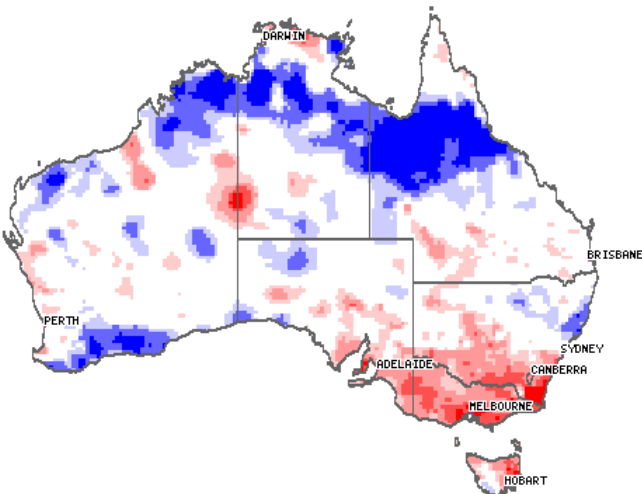 DARWIN
BRISBANE
PERTH
SYDNEY
ADELAIDE
CANBERRA
MELBOURNE
HOBART